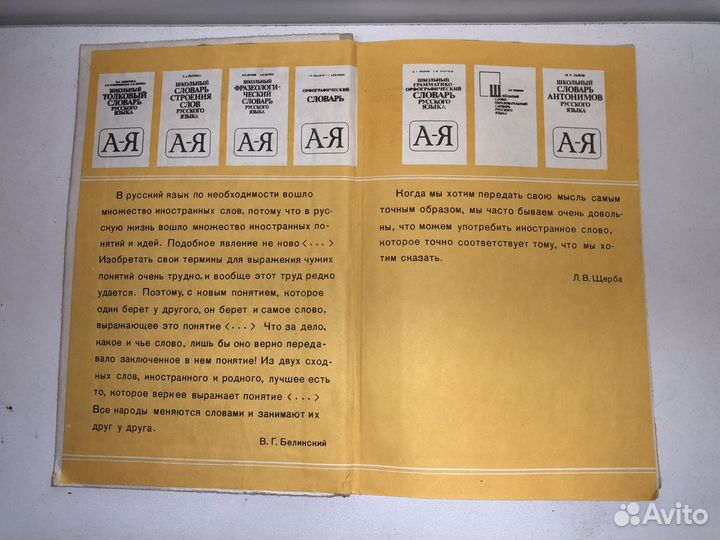 ШКОЛЬНЫЙ
ТОЛКОВЫЙ
СЛОВАРЬ
РУССКОГО
ЯЗЫКА
А-Я
ШКОЛЬНЫЙ
СЛОВАРЬ
СТРОЕНИЯ
СЛОВ
РУССКОГО
ЯЗЫКА
А-Я
ШКОЛЬНЫЙ
ФРАЗЕОЛОГИ-
ЧЕСКИЙ
СЛОВАРЬ
РУССКОГО
ЯЗЫКА
А-Я
ОРФОГРАФИЧЕСКИЙ
СЛОВАРЬ
А-Я
В русский язык по необходимости вошло
множество иностранных слов, потому что в рус-
скую жизнь вошло множество иностранных по-
нятий и идей. Подобное явление не ново <...>
Изобретать свои термины для выражения чужих
понятий очень трудно, и вообще этот труд редко
удается. Поэтому, с новым понятием, которое
один берет у другого, он берет и самое слово,
выражающее это понятие <...> Что за дело,
какое и чье слово, лишь бы оно верно переда-
вало заключенное в нем понятие! Из двух сход-
ных слов, иностранного и родного, лучшее есть
то, которое вернее выражает понятие <...>
Все народы меняются словами и занимают их
друг у друга.
В. Г. Белинский
ШКОЛЬНЫЙ
ГРАММАТИКО-
ОРФОГРАФИЧЕСКИЙ
СЛОВАРЬ
РУССКОГО
ЯЗЫКА
А-Я
Ш
СЛОВАРЬ
РУССКОГО
ЯЗЫКА
М. Р. ЛЬВОВ
ШКОЛЬНЫЙ
СЛОВАРЬ
АНТОНИМОВ
РУССКОГО
ЯЗЫКА
А-Я
Когда мы хотим передать свою мысль самым
точным образом, мы часто бываем очень доволь-
ны, что можем употребить иностранное слово,
которое точно соответствует тому, что мы хо-
тим сказать.
Л. В. Щерба
Avito